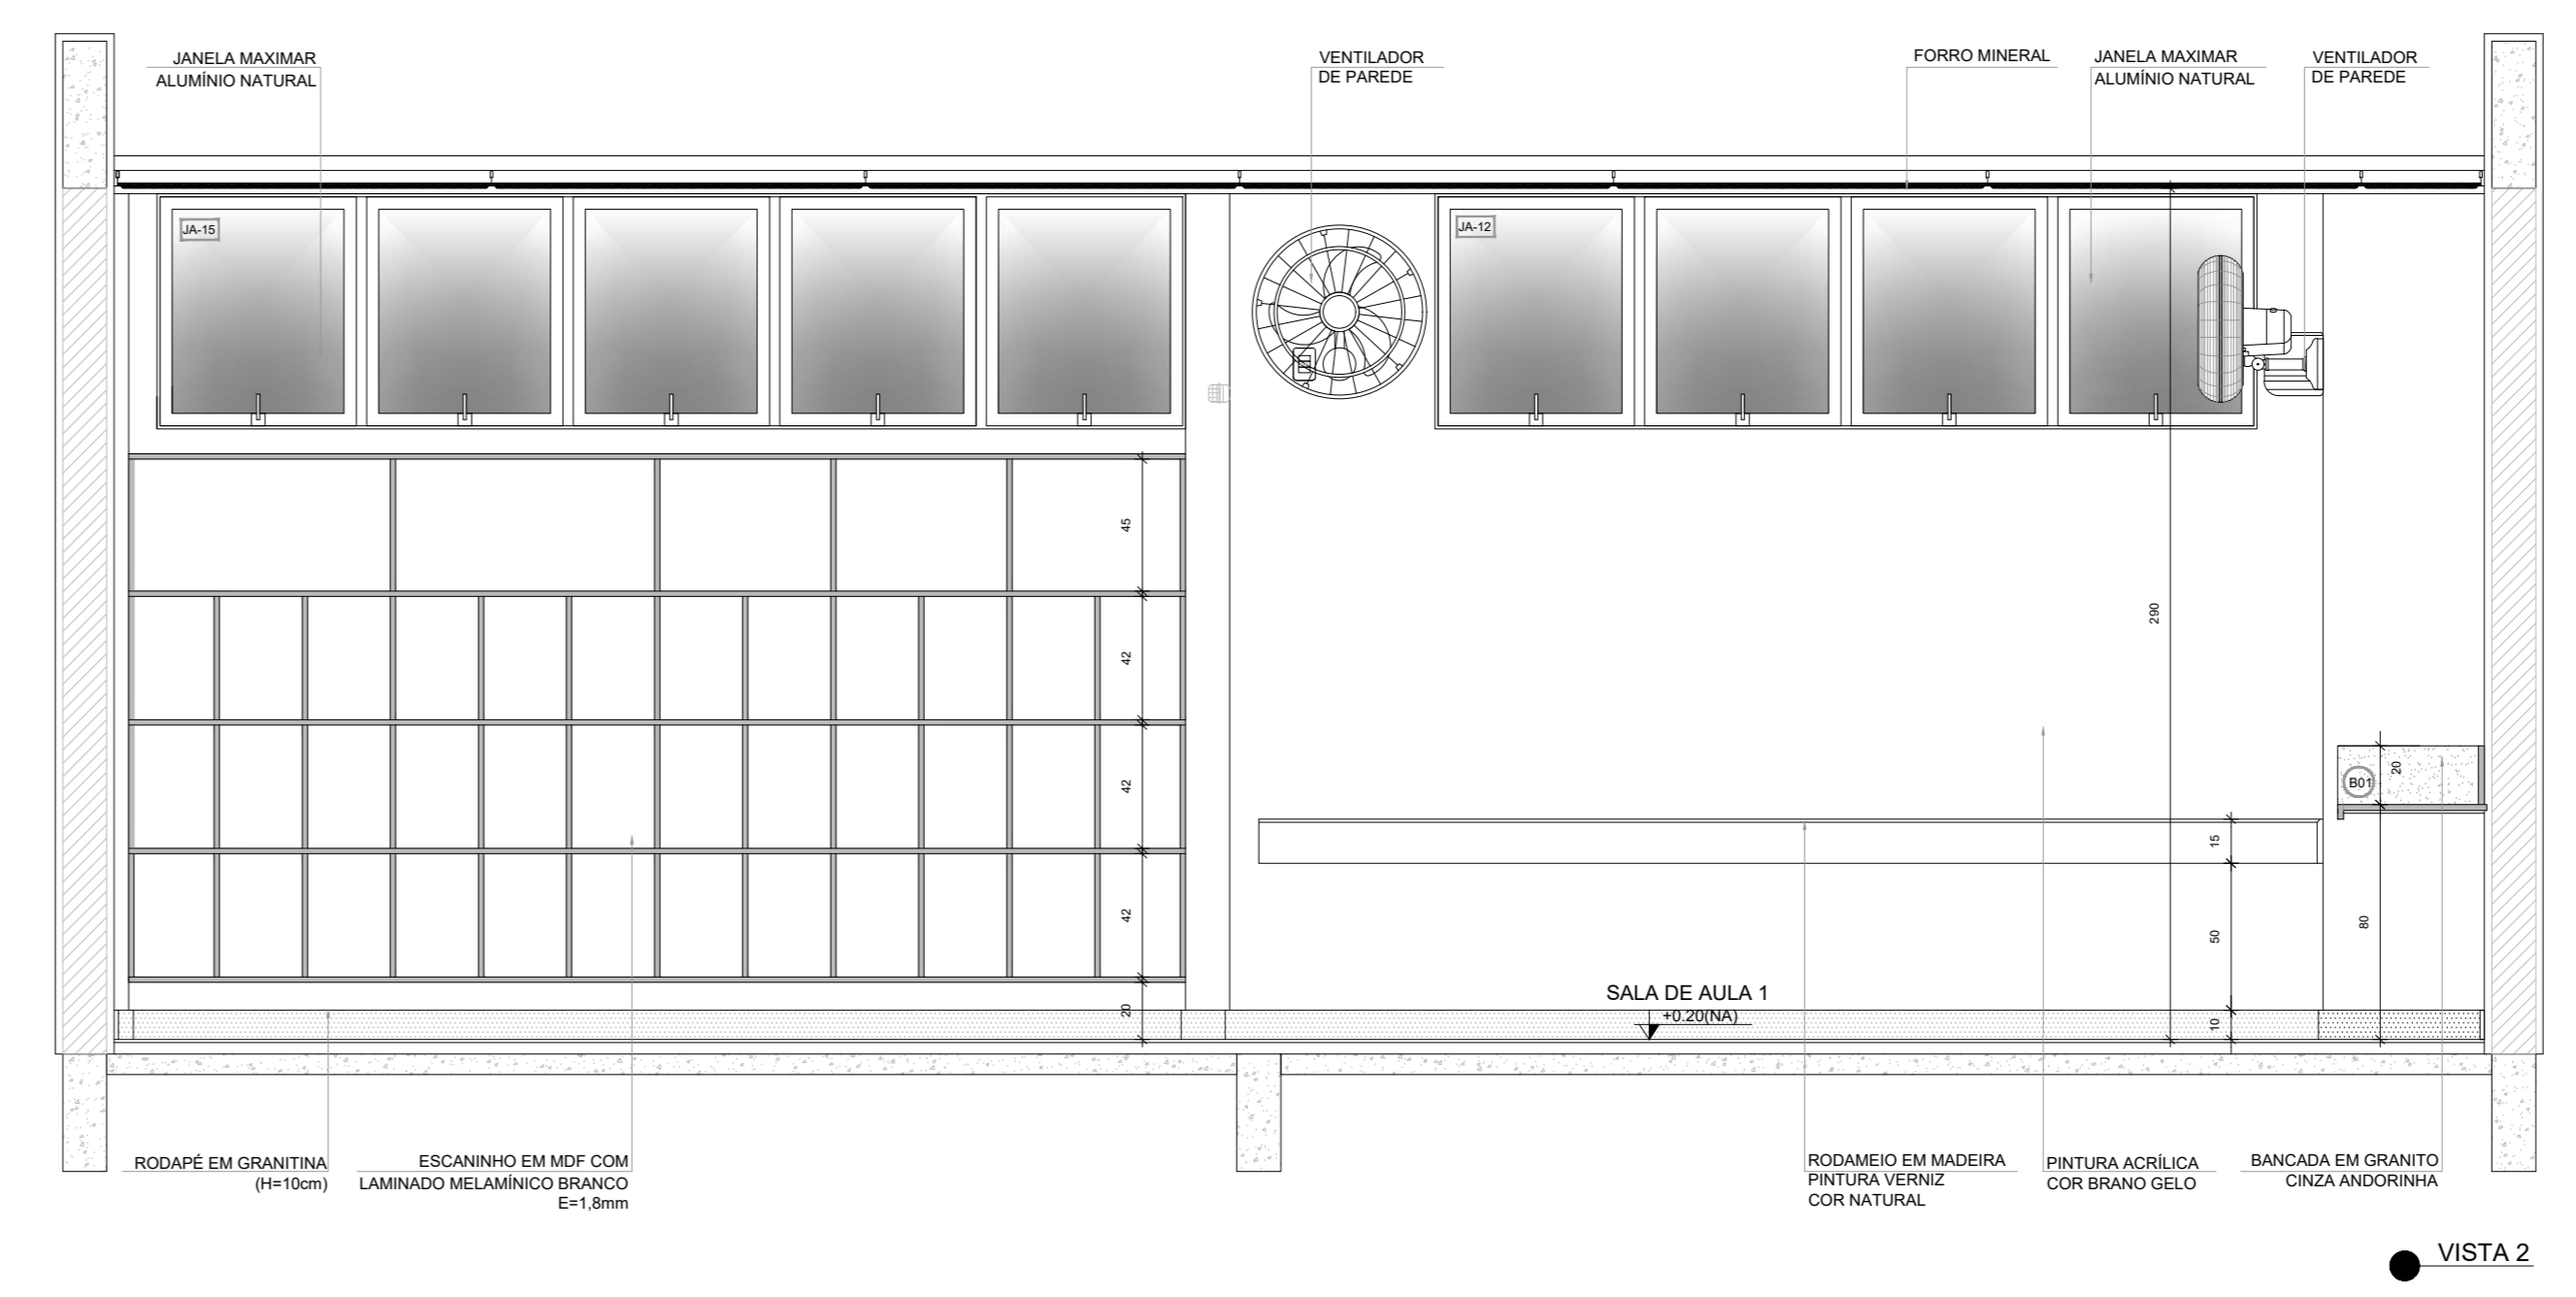 JANELA MAXIMAR
ALUMÍNIO NATURAL
VENTILADOR
DE PAREDE
FORRO MINERAL
JANELA MAXIMAR
ALUMÍNIO NATURAL
VENTILADOR
DE PAREDE
JA-15
JA-12
45
42
42
42
20
290
20
B01
15
50
80
10
SALA DE AULA 1
+0.20(NA)
RODAPÉ EM GRANITINA
(H=10cm)
ESCANINHO EM MDF COM
LAMINADO MELAMÍNICO BRANCO
E=1,8mm
RODAMEIO EM MADEIRA
PINTURA VERNIZ
COR NATURAL
PINTURA ACRÍLICA
COR BRANO GELO
BANCADA EM GRANITO
CINZA ANDORINHA
VISTA 2